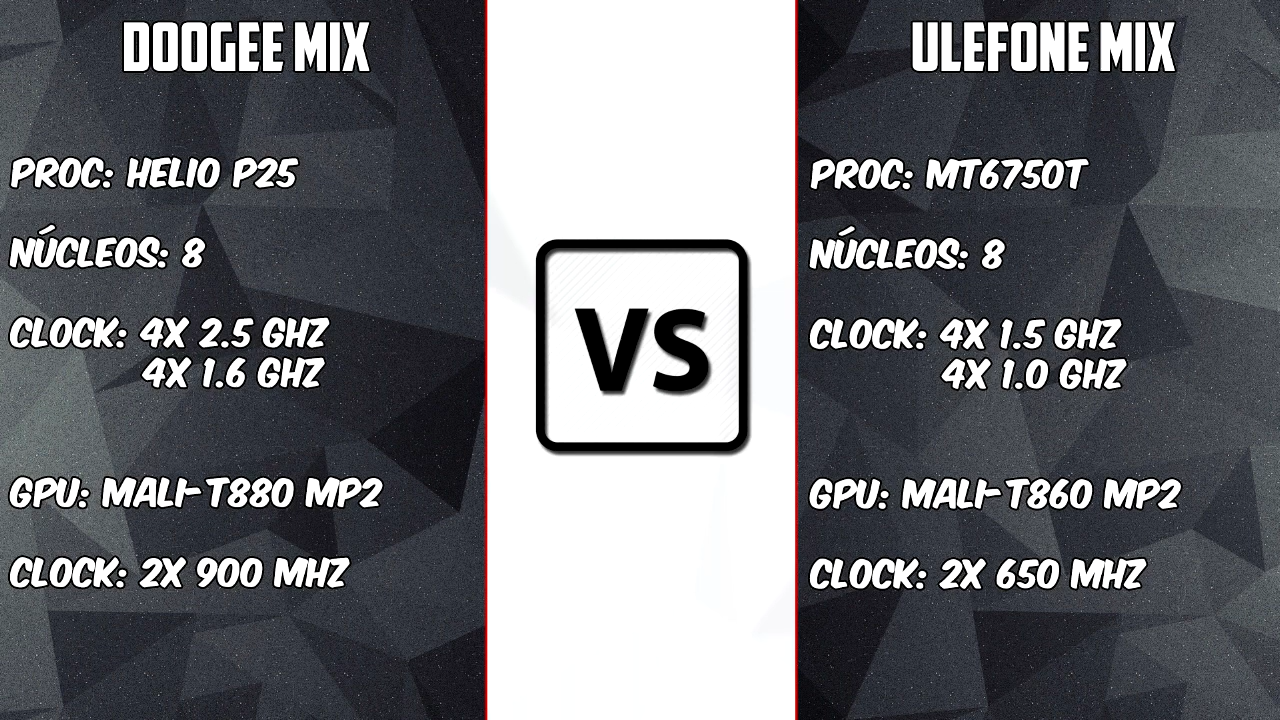 DOOGEE MIX
PROC: HELIO P25
NÚCLEOS: 8
CLOCK: 4X 2.5 GHZ
4X 1.6 GHZ
GPU: MALI-T880 MP2
CLOCK: 2X 900 MHZ
VS
ULEFONE MIX
PROC: MT6750T
NÚCLEOS: 8
CLOCK: 4X 1.5 GHZ
4X 1.0 GHZ
GPU: MALI-T860 MP2
CLOCK: 2X 650 MHZ